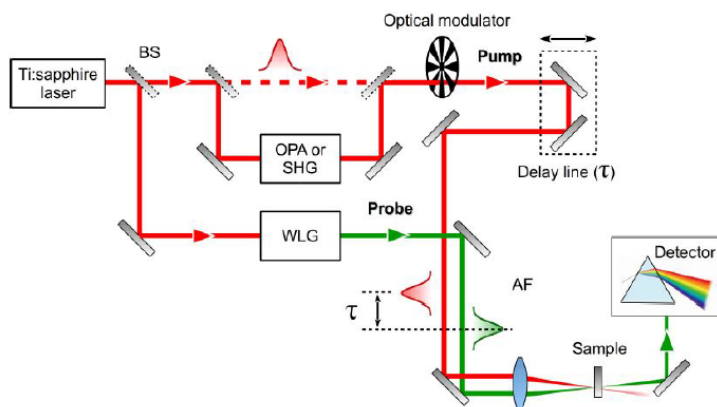 Optical modulator
BS
Pump
Ti:sapphire
laser
OPA or
SHG
Delay line (τ)
Probe
WLG
Detector
AF
τ
Sample